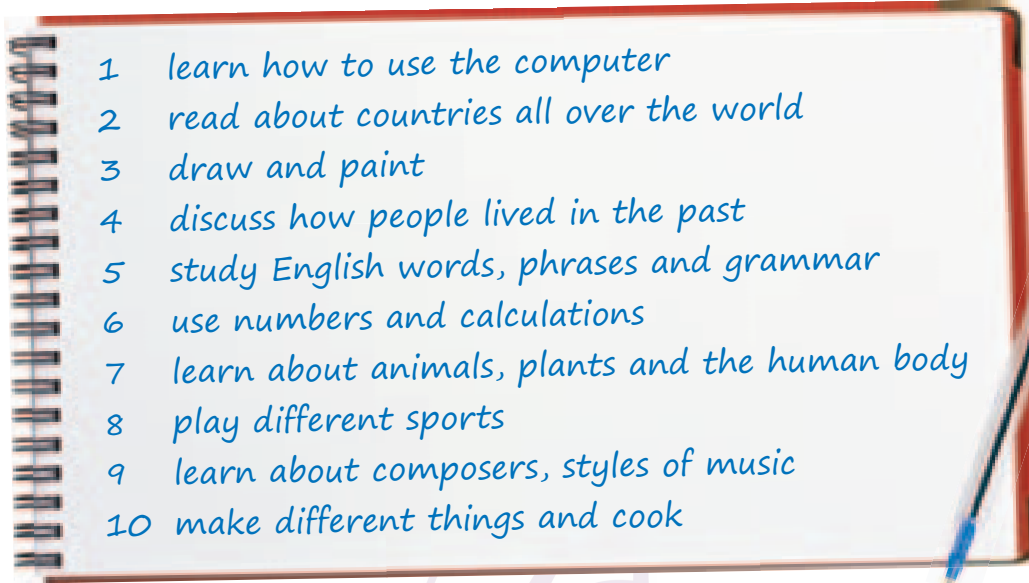 1 learn how to use the computer
2 read about countries all over the world
3 draw and paint
4 discuss how people lived in the past
5 study English words, phrases and grammar
6 use numbers and calculations
7 learn about animals, plants and the human body
8 play different sports
9 learn about composers, styles of music
10 make different things and cook